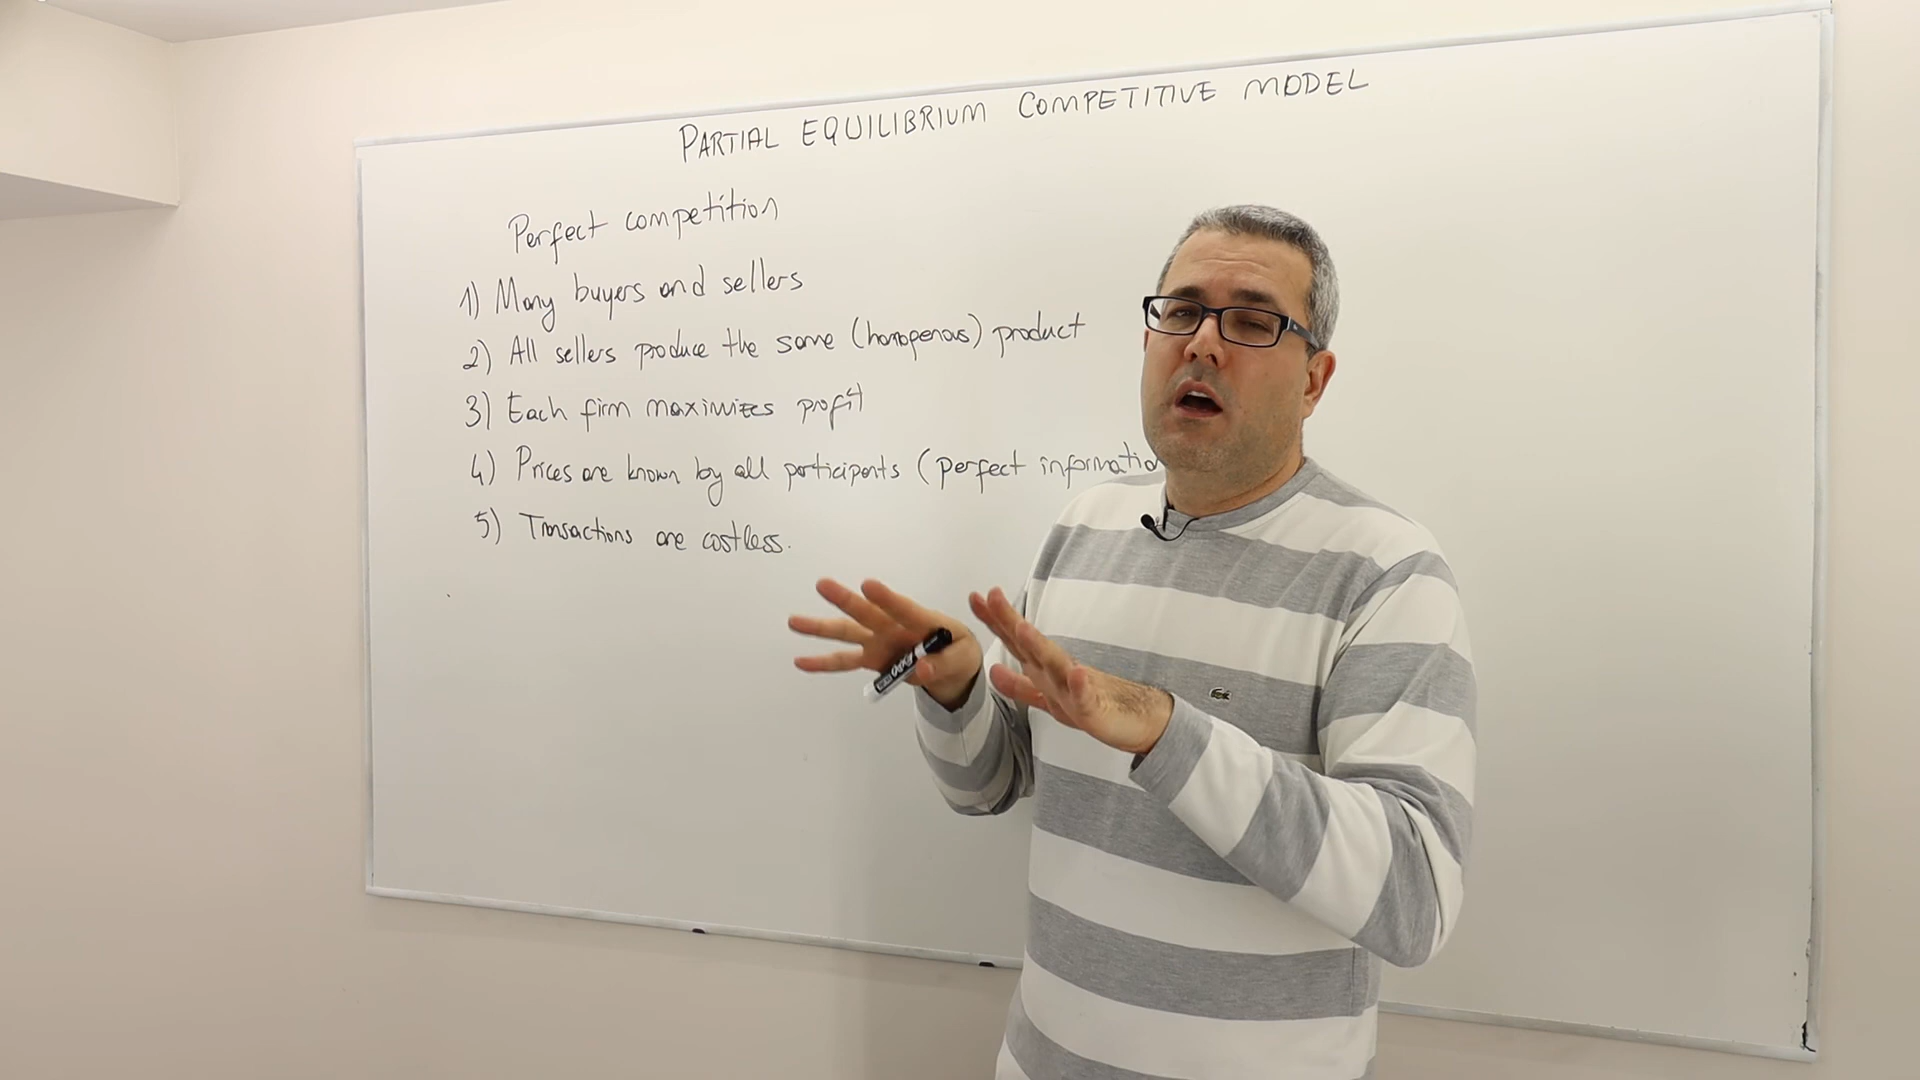 PARTIAL EQUILIBRIUM COMPETITIVE MODEL
Perfect competition
1) Many buyers and sellers
2) All sellers produce the same (homogenous) product
3) Each firm maximizes profit
4) Prices are known by all participants (perfect informatio
5) Transactions are costless.